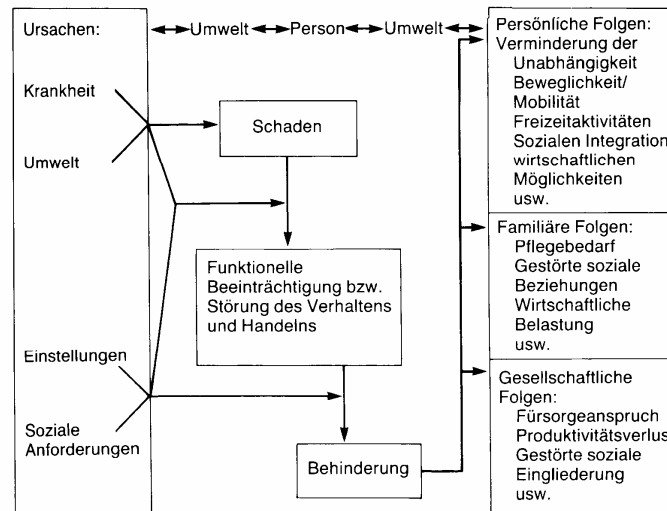 Ursachen:
Umwelt
Person
Umwelt
Krankheit
Umwelt
Einstellungen
Soziale
Anforderungen
Schaden
Funktionelle
Beeinträchtigung bzw.
Störung des Verhaltens
und Handelns
Behinderung
Persönliche Folgen:
Verminderung der
Unabhängigkeit
Beweglichkeit/
Mobilität
Freizeitaktivitäten
Sozialen Integration
wirtschaftlichen
Möglichkeiten
usw.
Familiäre Folgen:
Pflegebedarf
Gestörte soziale
Beziehungen
Wirtschaftliche
Belastung
usw.
Gesellschaftliche
Folgen:
Fürsorgeanspruch
Produktivitätsverlus
Gestörte soziale
Eingliederung
usw.